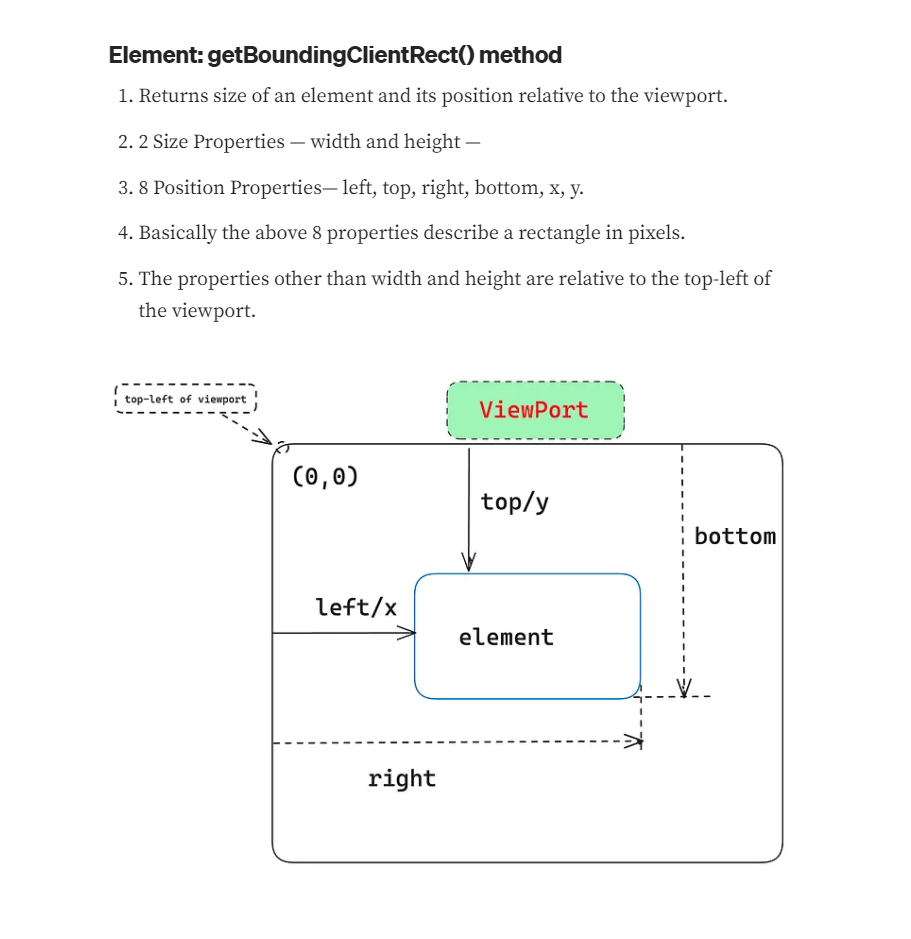 Element: getBoundingClientRect() method
1. Returns size of an element and its position relative to the viewport.
2. 2 Size Properties — width and height —
3. 8 Position Properties— left, top, right, bottom, x, y.
4. Basically the above 8 properties describe a rectangle in pixels.
5. The properties other than width and height are relative to the top-left of
the viewport.
top-left of viewport
ViewPort
(0,0)
top/y
bottom
left/x
element
right